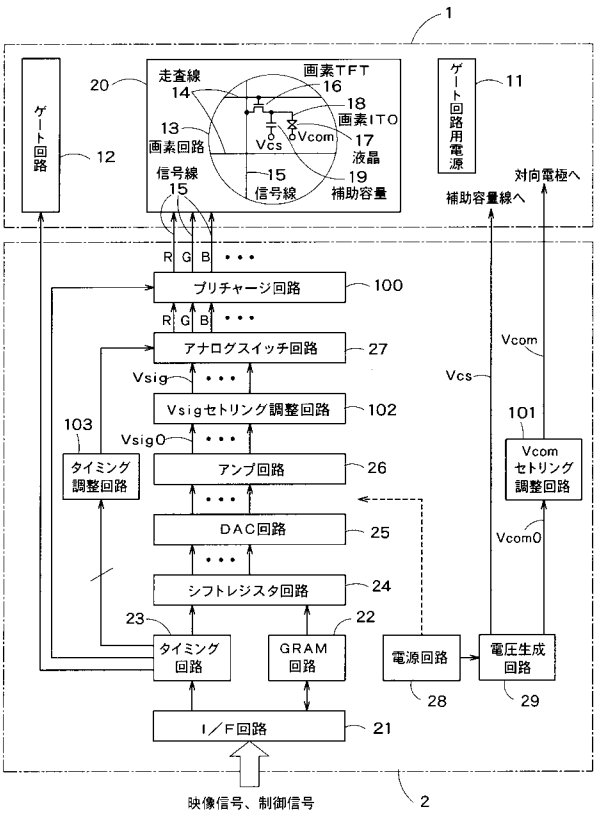 1
20
走査線
14
画素TFT
16
18
画素ITO
13
画素回路
Vcs
Vcom
17
液晶
19
補助容量
15
信号線
信号線
15
ゲート回路
12
ゲート回路用電源
11
補助容量線へ
対向電極へ
R G B ・・・
プリチャージ回路
100
R G B ・・・
アナログスイッチ回路
27
Vsig
・・・
Vsigセトリング調整回路
102
Vsig0
・・・
アンプ回路
26
・・・
DAC回路
25
・・・
シフトレジスタ回路
24
103
タイミング
調整回路
Vcs
Vcom
101
Vcom
セトリング
調整回路
Vcom0
23
タイミング
回路
22
GRAM
回路
電源回路
28
電圧生成
回路
29
I/F回路
21
2
映像信号、制御信号